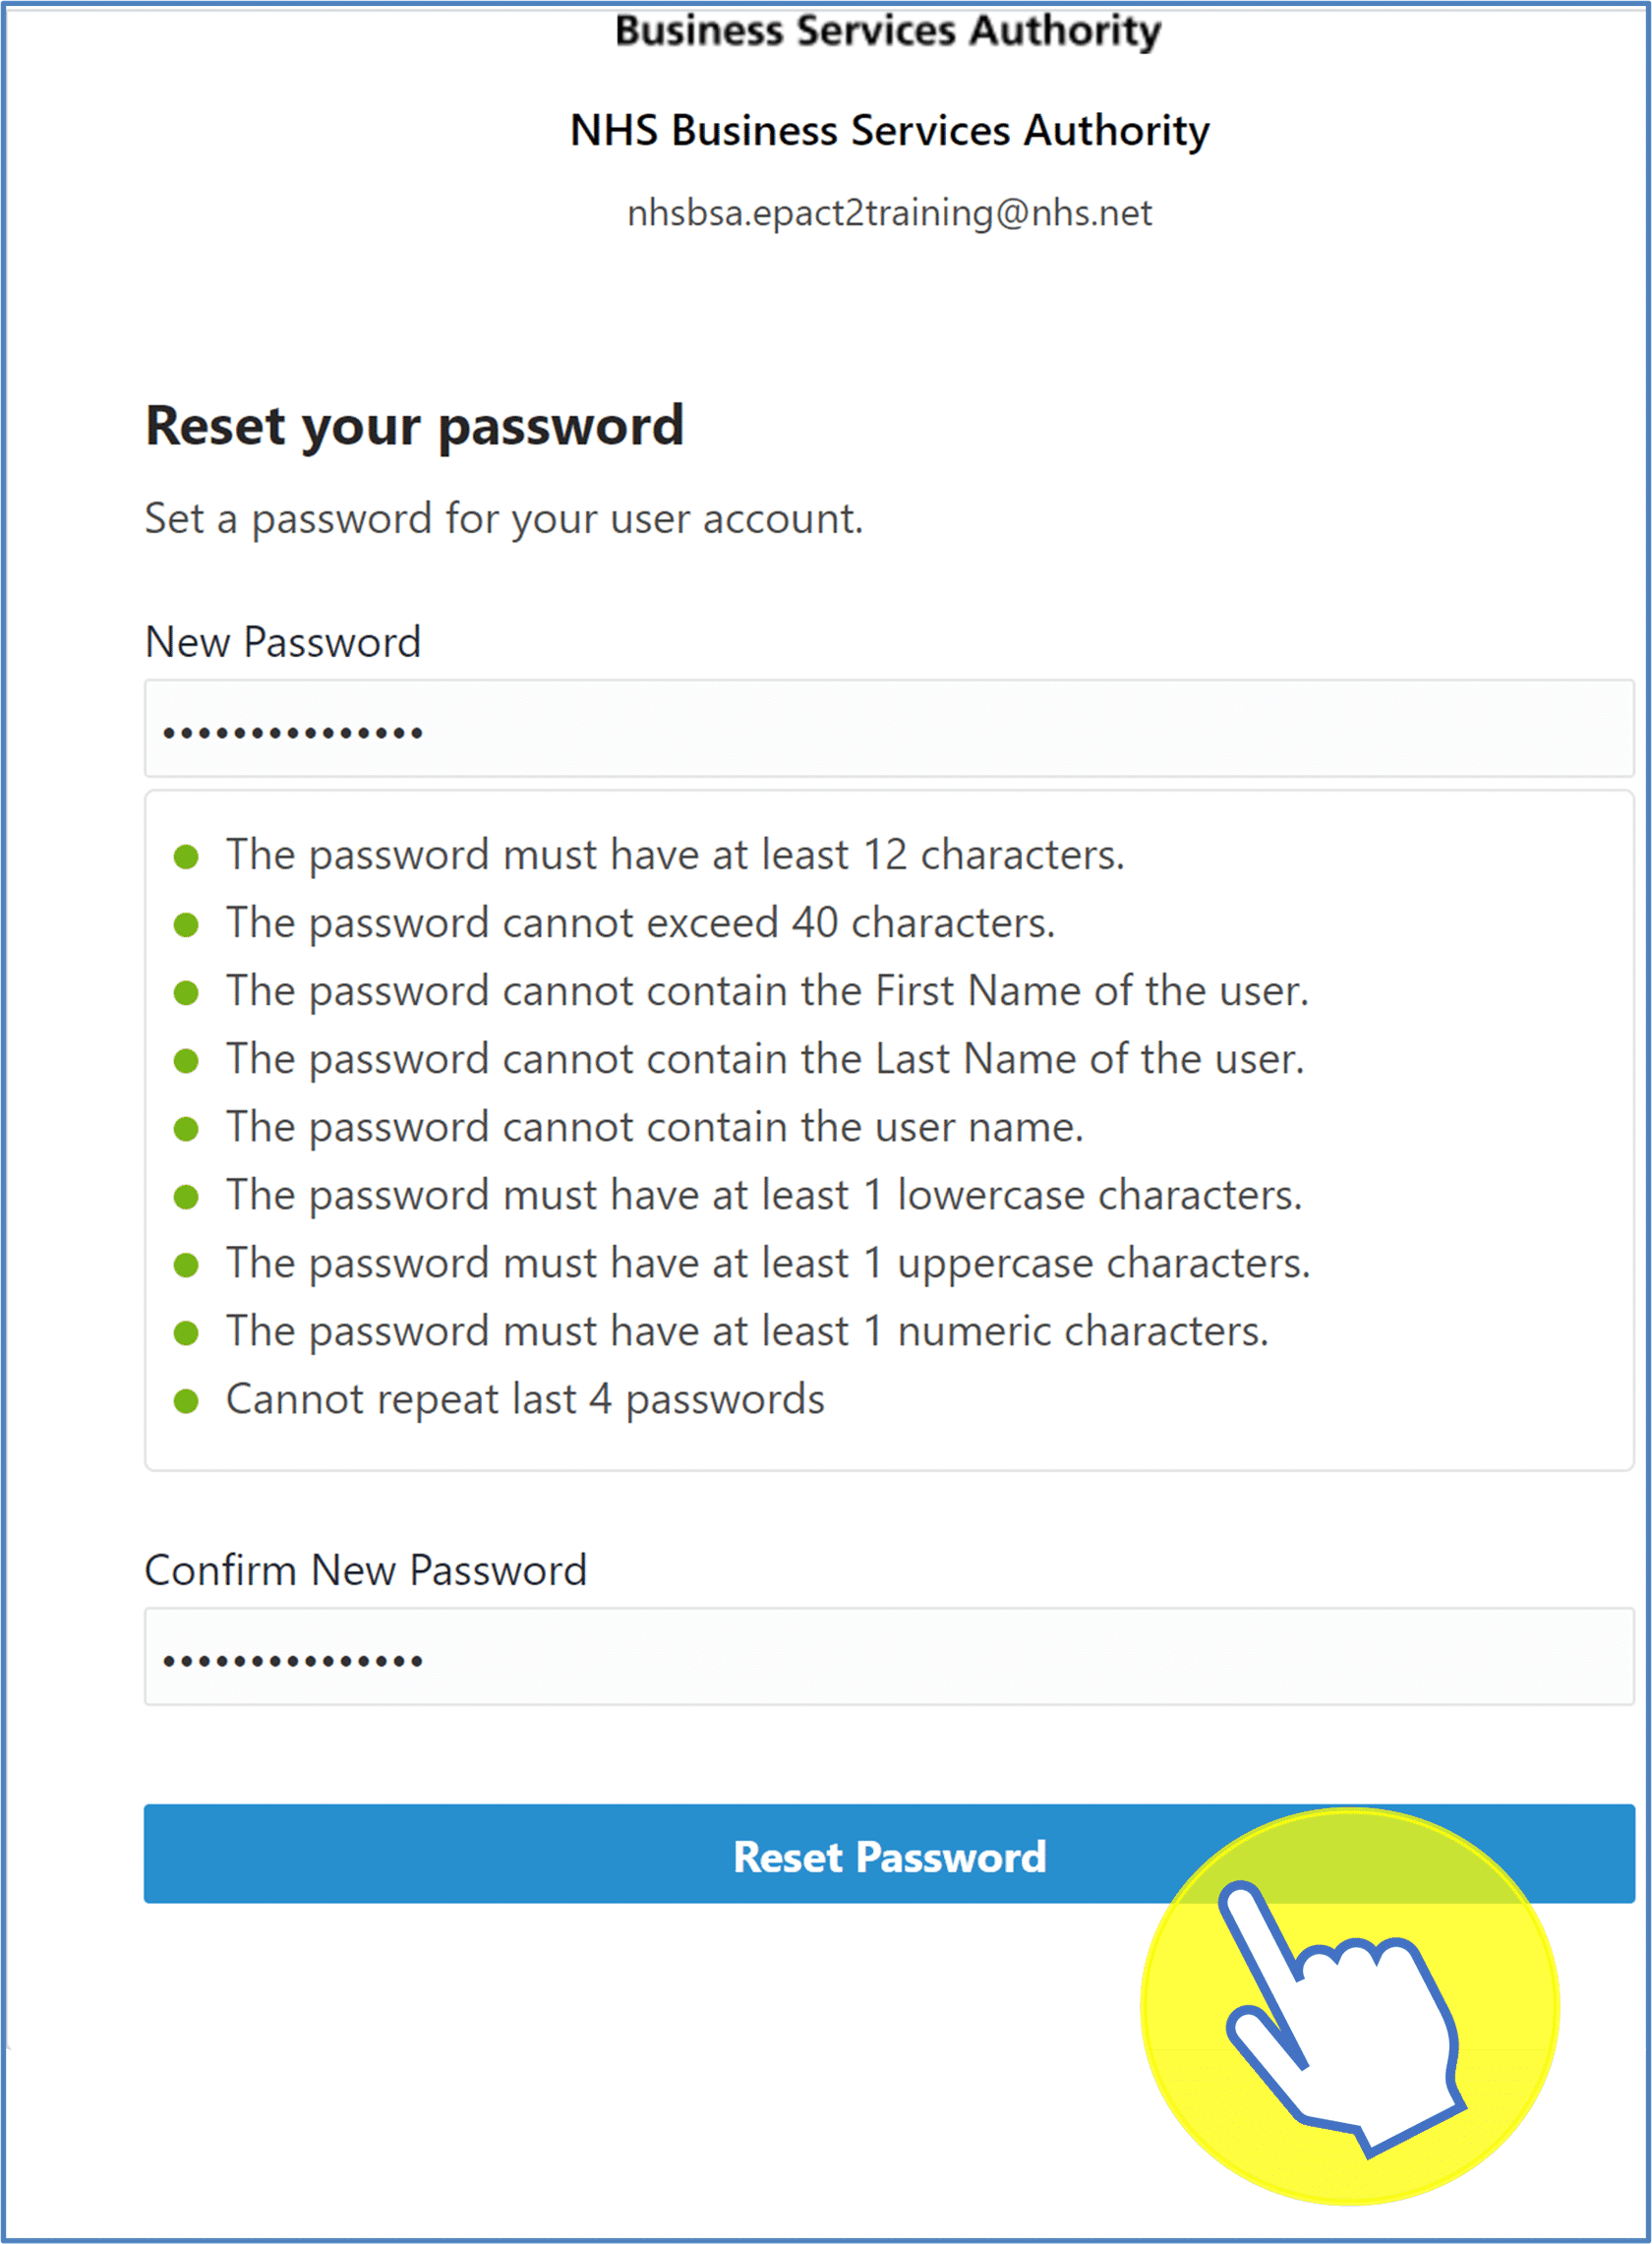 Business Services Authority
NHS Business Services Authority
nhsbsa.epact2training@nhs.net
Reset your password
Set a password for your user account.
New Password
•••••••••••••••
The password must have at least 12 characters.
The password cannot exceed 40 characters.
The password cannot contain the First Name of the user.
The password cannot contain the Last Name of the user.
The password cannot contain the user name.
The password must have at least 1 lowercase characters.
The password must have at least 1 uppercase characters.
The password must have at least 1 numeric characters.
Cannot repeat last 4 passwords
Confirm New Password
•••••••••••••••
Reset Password